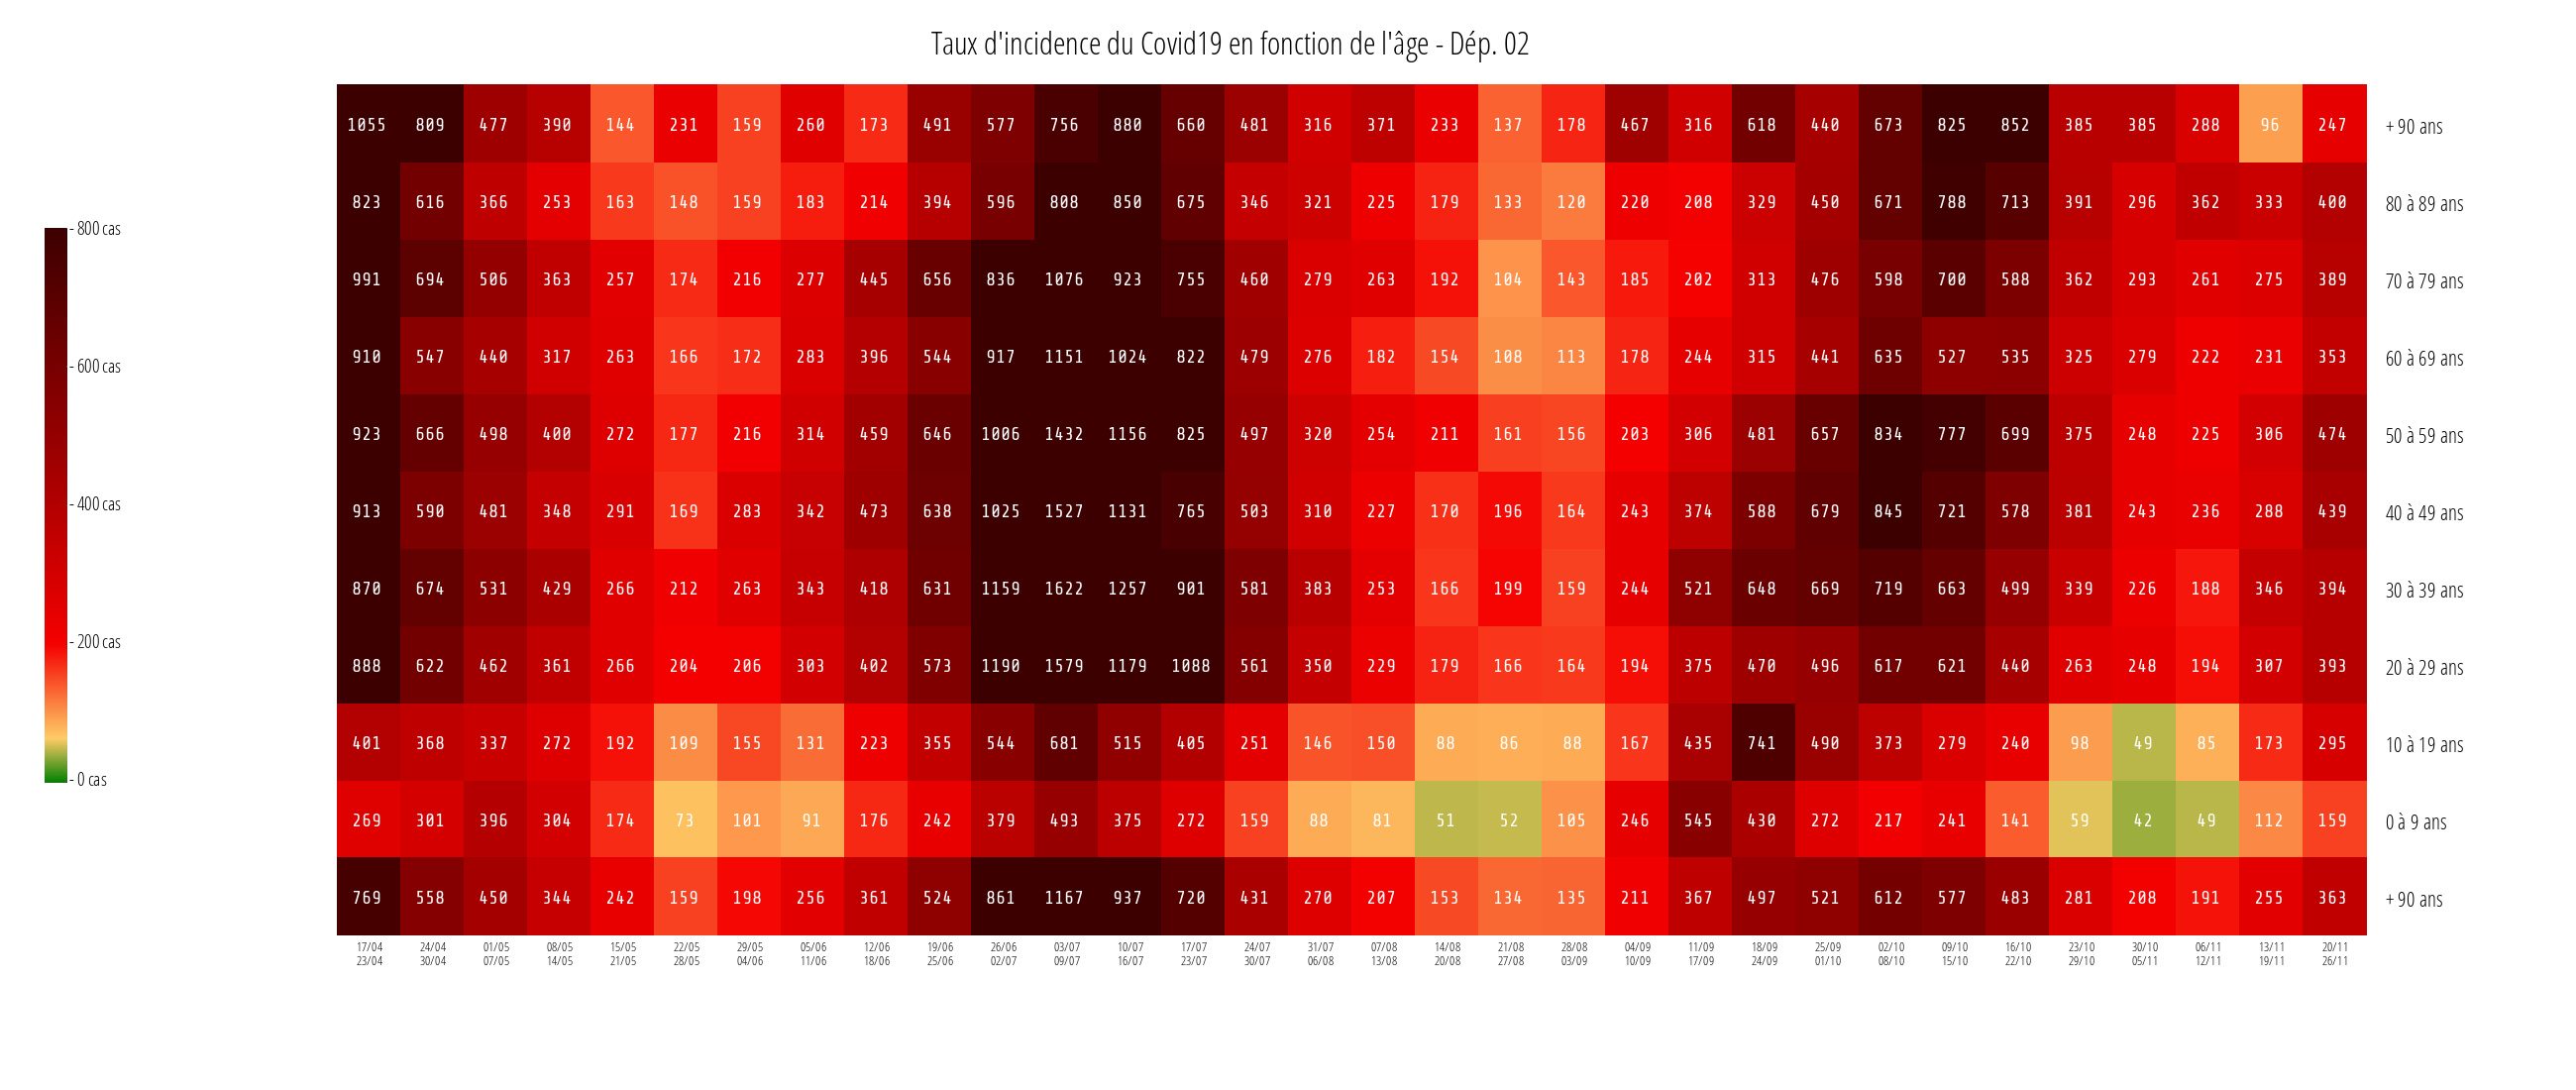 Taux d'incidence du Covid19 en fonction de l'âge - Dép. 02
- 800 cas
- 600 cas
- 400 cas
- 200 cas
- 0 cas
1055 809 477 390 144 231 159 260 173 491 577 756 880 660 481 316 371 233 137 178 467 316 618 440 673 825 852 385 385 288 96 247 + 90 ans
823 616 366 253 163 148 159 183 214 394 596 808 850 675 346 321 225 179 133 120 220 208 329 450 671 788 713 391 296 362 333 400 80 à 89 ans
991 694 506 363 257 174 216 277 445 656 836 1076 923 755 460 279 263 192 104 143 185 202 313 476 598 700 588 362 293 261 275 389 70 à 79 ans
910 547 440 317 263 166 172 283 396 544 917 1151 1024 822 479 276 182 154 108 113 178 244 315 441 635 527 535 325 279 222 231 353 60 à 69 ans
923 666 498 400 272 177 216 314 459 646 1006 1432 1156 825 497 320 254 211 161 156 203 306 481 657 834 777 699 375 248 225 306 474 50 à 59 ans
913 590 481 348 291 169 283 342 473 638 1025 1527 1131 765 503 310 227 170 196 164 243 374 588 679 845 721 578 381 243 236 288 439 40 à 49 ans
870 674 531 429 266 212 263 343 418 631 1159 1622 1257 901 581 383 253 166 199 159 244 521 648 669 719 663 499 339 226 188 346 394 30 à 39 ans
888 622 462 361 266 204 206 303 402 573 1190 1579 1179 1088 561 350 229 179 166 164 194 375 470 496 617 621 440 263 248 194 307 393 20 à 29 ans
401 368 337 272 192 109 155 131 223 355 544 681 515 405 251 146 150 88 86 88 167 435 741 490 373 279 240 98 49 85 173 295 10 à 19 ans
269 301 396 304 174 73 101 91 176 242 379 493 375 272 159 88 81 51 52 105 246 545 430 272 217 241 141 59 42 49 112 159 0 à 9 ans
769 558 450 344 242 159 198 256 361 524 861 1167 937 720 431 270 207 153 134 135 211 367 497 521 612 577 483 281 208 191 255 363 + 90 ans
17/04 24/04 01/05 08/05 15/05 22/05 29/05 05/06 12/06 19/06 26/06 03/07 10/07 17/07 24/07 31/07 07/08 14/08 21/08 28/08 04/09 11/09 18/09 25/09 02/10 09/10 16/10 23/10 30/10 06/11 13/11 20/11
23/04 30/04 07/05 14/05 21/05 28/05 04/06 11/06 18/06 25/06 02/07 09/07 16/07 23/07 30/07 06/08 13/08 20/08 27/08 03/09 10/09 17/09 24/09 01/10 08/10 15/10 22/10 29/10 05/11 12/11 19/11 26/11